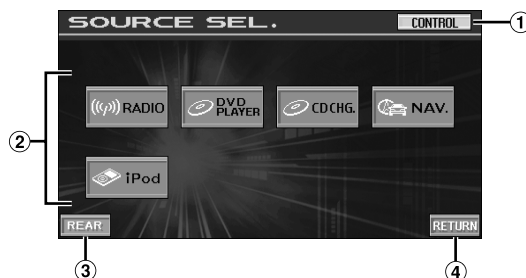 SOURCE SEL.
CONTROL
1
2
RADIO
DVD PLAYER
CD CHG.
NAV.
iPod
REAR
RETURN
3
4